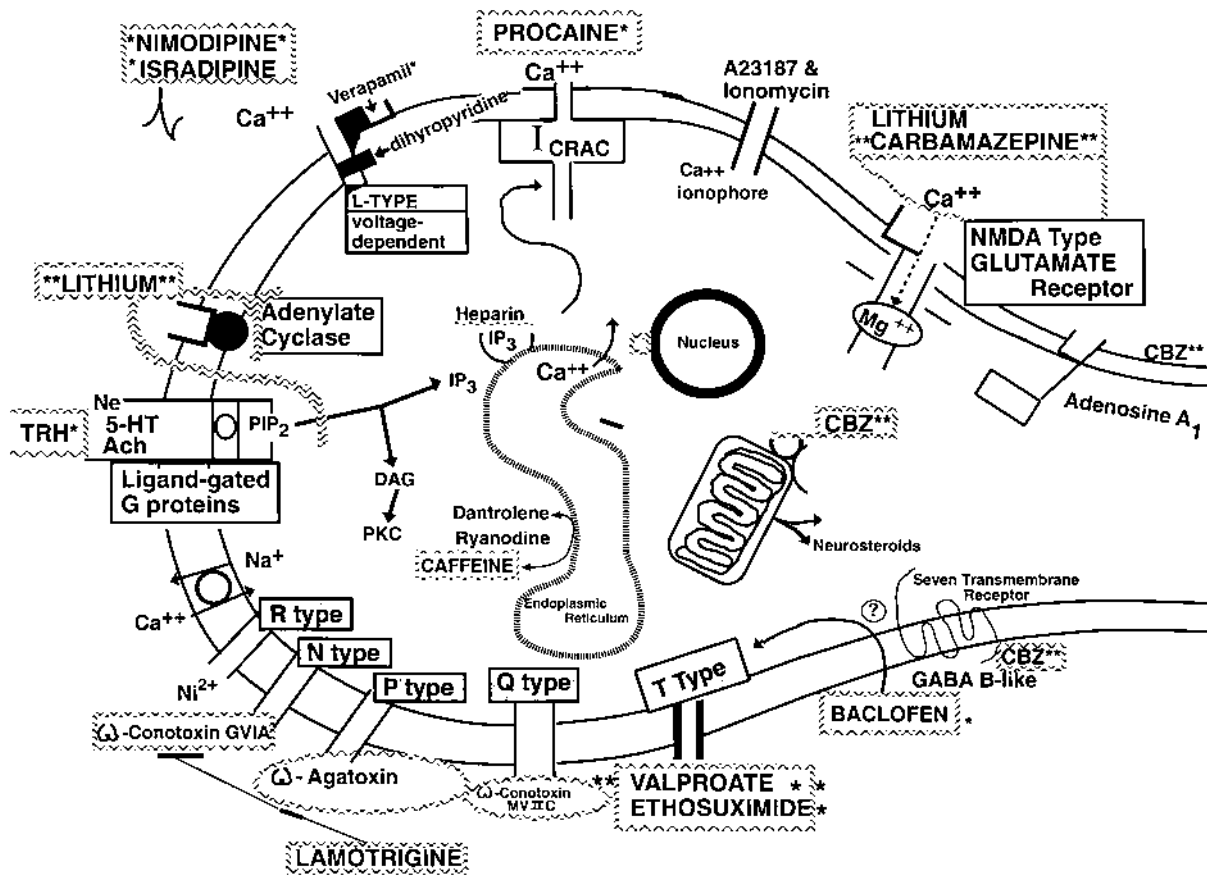 *NIMODIPINE*
*ISRADIPINE
Ca++
Verapamil*
dihyropyridine
L-TYPE
voltage-
dependent
PROCAINE*
Ca++
CRAC
A23187 &
Ionomycin
Ca++
ionophore
LITHIUM
**CARBAMAZEPINE**
Ca++
NMDA Type
GLUTAMATE
Receptor
Mg ++
CBZ**
Adenosine A1
**LITHIUM**
Adenylate
Cyclase
Heparin
IP3
Ca++
Nucleus
Ne
5-HT
Ach
TRH*
PIP2
IP3
DAG
PKC
Ligand-gated
G proteins
CBZ**
Neurosteroids
Dantrolene
Ryanodine
CAFFEINE
Endoplasmic
Reticulum
Na+
Ca++
Ni2+
R type
N type
P type
Q type
T Type
?
Seven Transmembrane
Receptor
CBZ**
GABA B-like
BACLOFEN *
ω-Conotoxin GVIA
ω- Agatoxin
ω-Conotoxin
MVIIC
** VALPROATE * *
ETHOSUXIMIDE *
LAMOTRIGINE